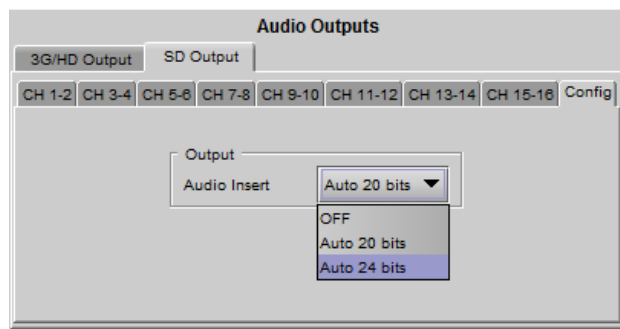 Audio Outputs
3G/HD Output SD Output
CH 1-2 CH 3-4 CH 5-6 CH 7-8 CH 9-10 CH 11-12 CH 13-14 CH 15-16 Config
Output
Audio Insert Auto 20 bits
OFF
Auto 20 bits
Auto 24 bits